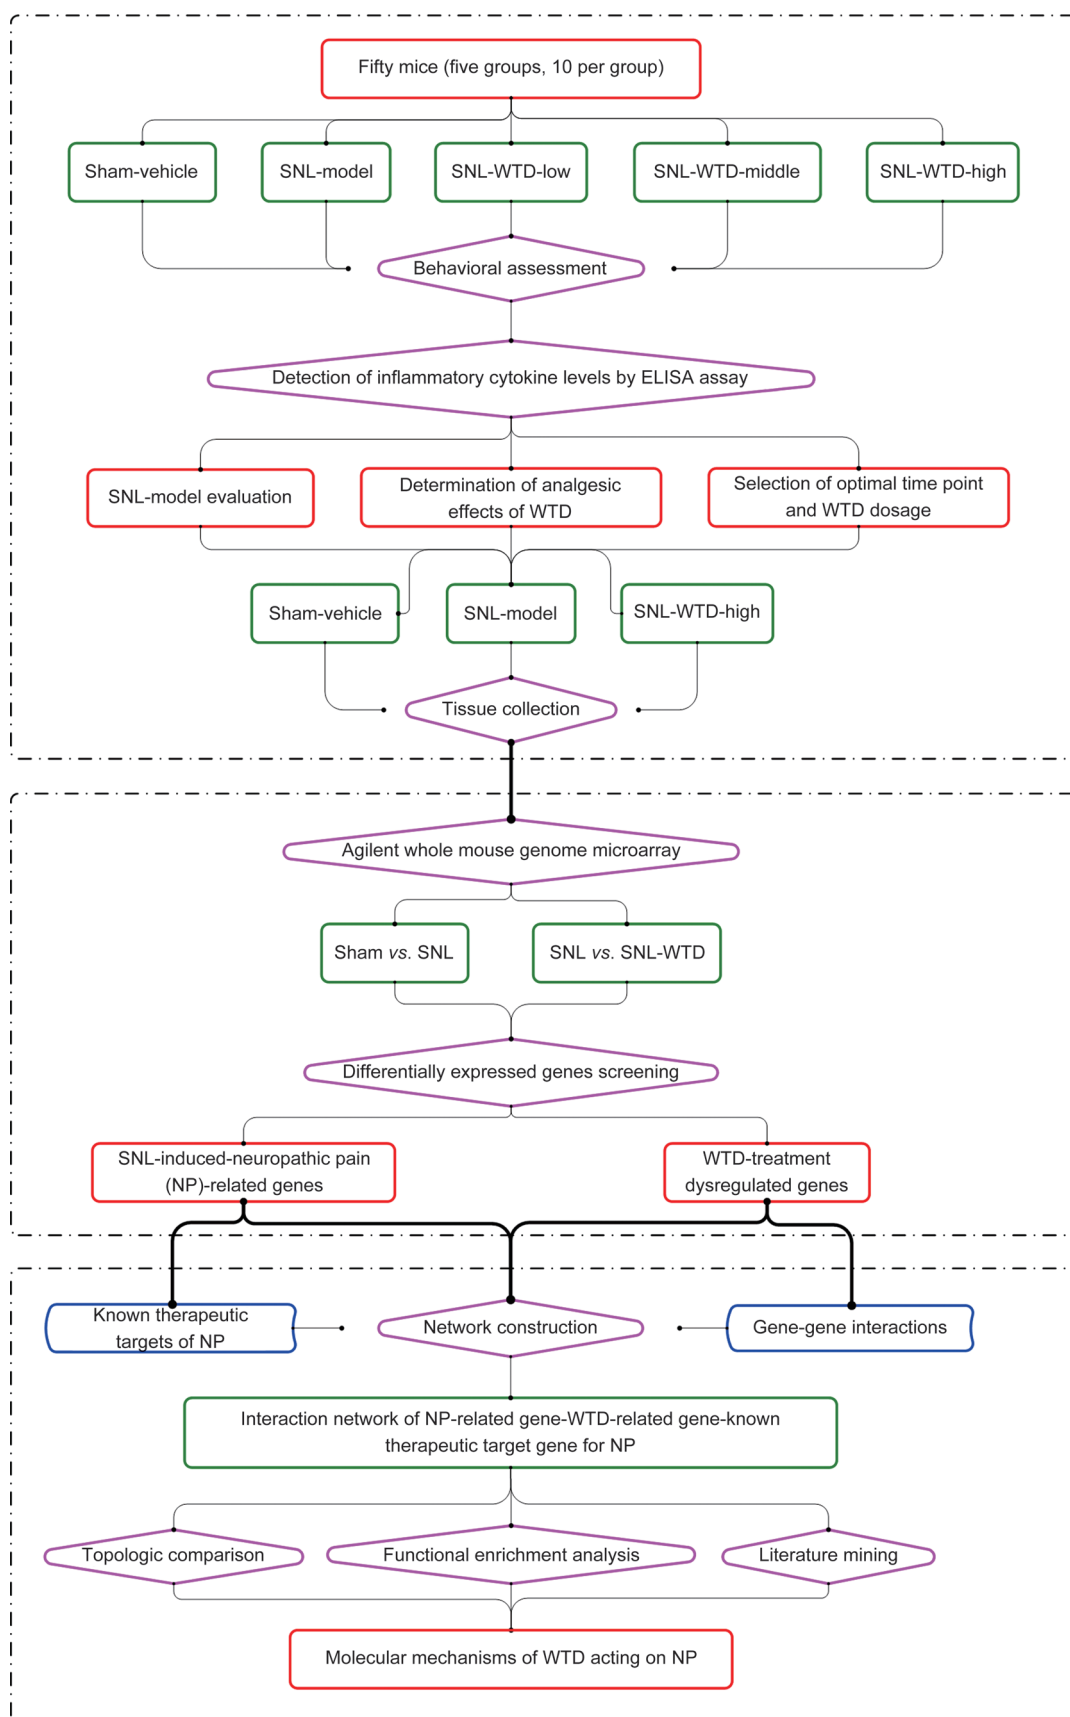 Fifty mice (five groups, 10 per group)
Sham-vehicle
SNL-model
SNL-WTD-low
SNL-WTD-middle
SNL-WTD-high
Behavioral assessment
Detection of inflammatory cytokine levels by ELISA assay
SNL-model evaluation
Determination of analgesic
effects of WTD
Selection of optimal time point
and WTD dosage
Sham-vehicle
SNL-model
SNL-WTD-high
Tissue collection
Agilent whole mouse genome microarray
Sham vs. SNL
SNL vs. SNL-WTD
Differentially expressed genes screening
SNL-induced-neuropathic pain
(NP)-related genes
WTD-treatment
dysregulated genes
Known therapeutic
targets of NP
Network construction
Gene-gene interactions
Interaction network of NP-related gene-WTD-related gene-known
therapeutic target gene for NP
Topologic comparison
Functional enrichment analysis
Literature mining
Molecular mechanisms of WTD acting on NP